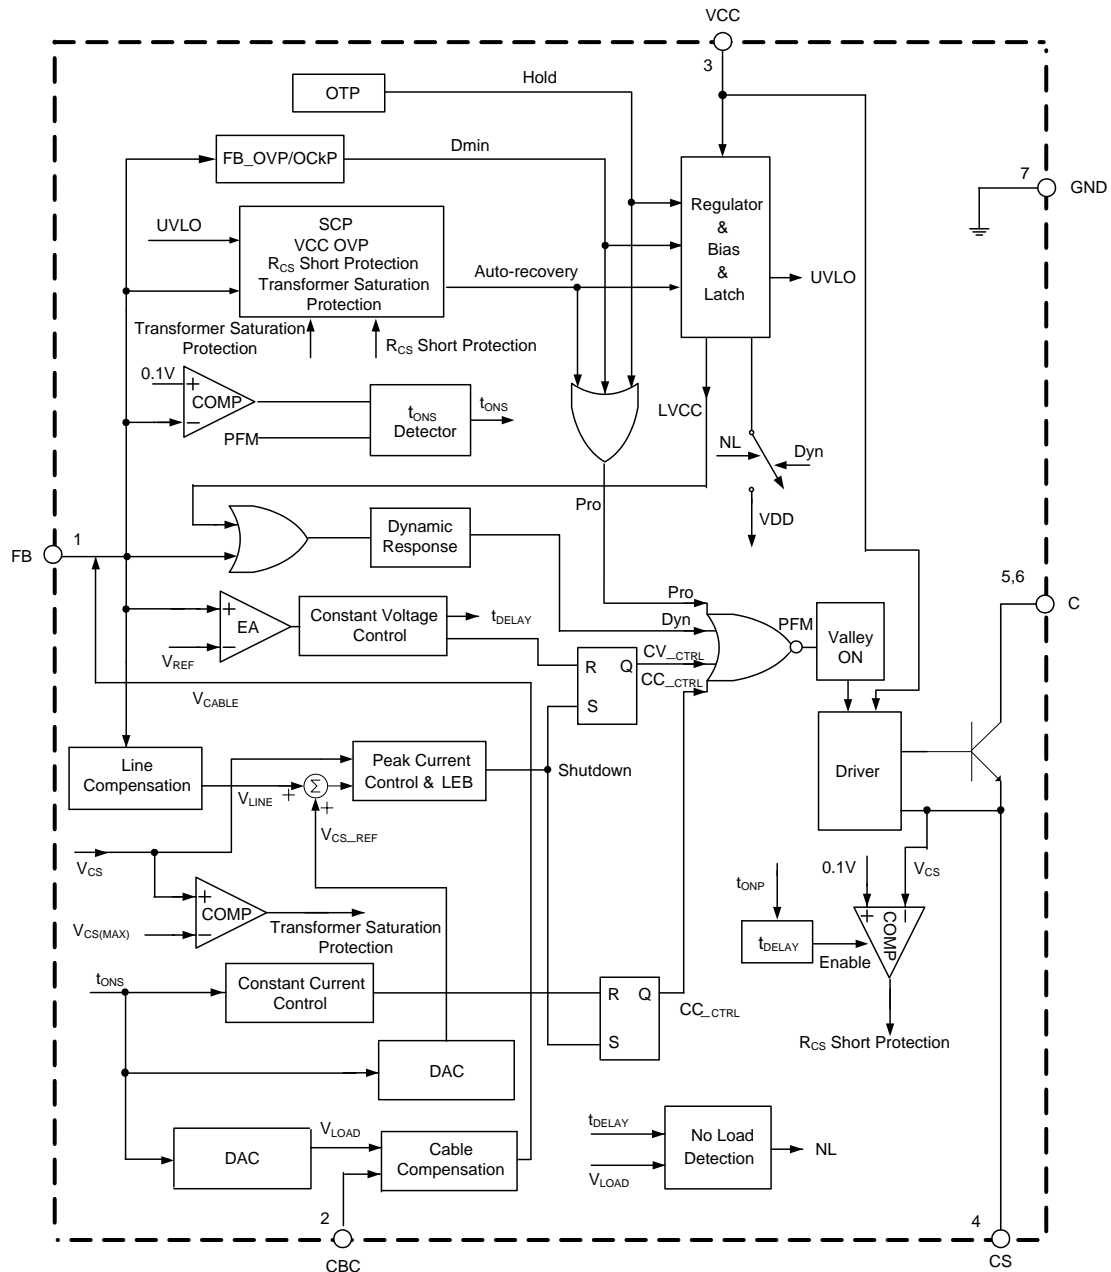 VCC
3
Hold
OTP
Dmin
FB_OVP/OCkP
7
GND
Regulator
&
Bias
&
Latch
UVLO
SCP
VCC OVP
RCS Short Protection
Transformer Saturation
Protection
Auto-recovery
UVLO
Transformer Saturation
Protection
RCS Short Protection
0.1V
+
COMP
−
PFM
tONS
Detector
tONS
LVCC
NL
Dyn
VDD
Pro
FB
1
Dynamic
Response
5,6
C
Pro
Dyn
PFM
Valley
ON
+
EA
−
VREF
Constant Voltage
Control
tDELAY
R
Q
S
CV_CTRL
CC_CTRL
VCABLE
Line
Compensation
VLINE
+
Σ
+
Peak Current
Control & LEB
Shutdown
Driver
VCS_REF
VCS
+
COMP
−
VCS(MAX)
Transformer Saturation
Protection
0.1V
VCS
tONP
+
−
COMP
tDELAY
Enable
RCS Short Protection
tONS
Constant Current
Control
R
Q
S
CC_CTRL
DAC
DAC
VLOAD
Cable
Compensation
tDELAY
VLOAD
No Load
Detection
NL
2
CBC
4
CS